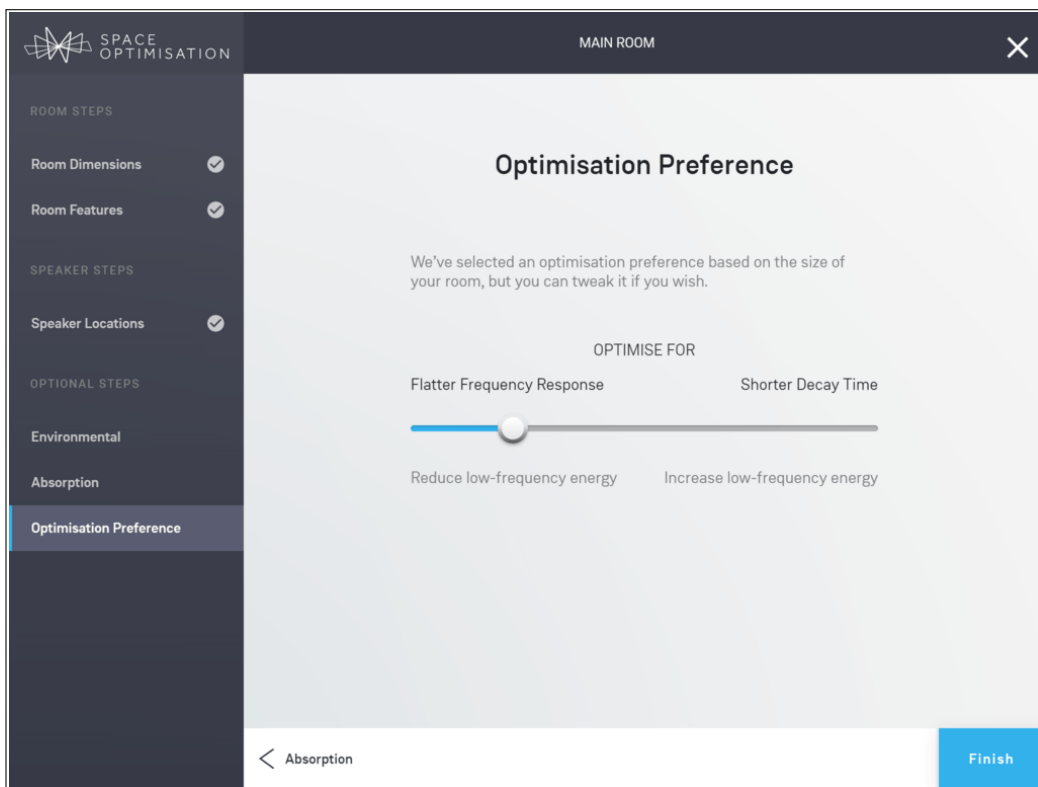 SPACE
OPTIMISATION
MAIN ROOM
ROOM STEPS
Room Dimensions
Room Features
SPEAKER STEPS
Speaker Locations
OPTIONAL STEPS
Environmental
Absorption
Optimisation Preference
Optimisation Preference
We've selected an optimisation preference based on the size of
your room, but you can tweak it if you wish.
OPTIMISE FOR
Flatter Frequency Response Shorter Decay Time
Reduce low-frequency energy Increase low-frequency energy
Absorption
Finish